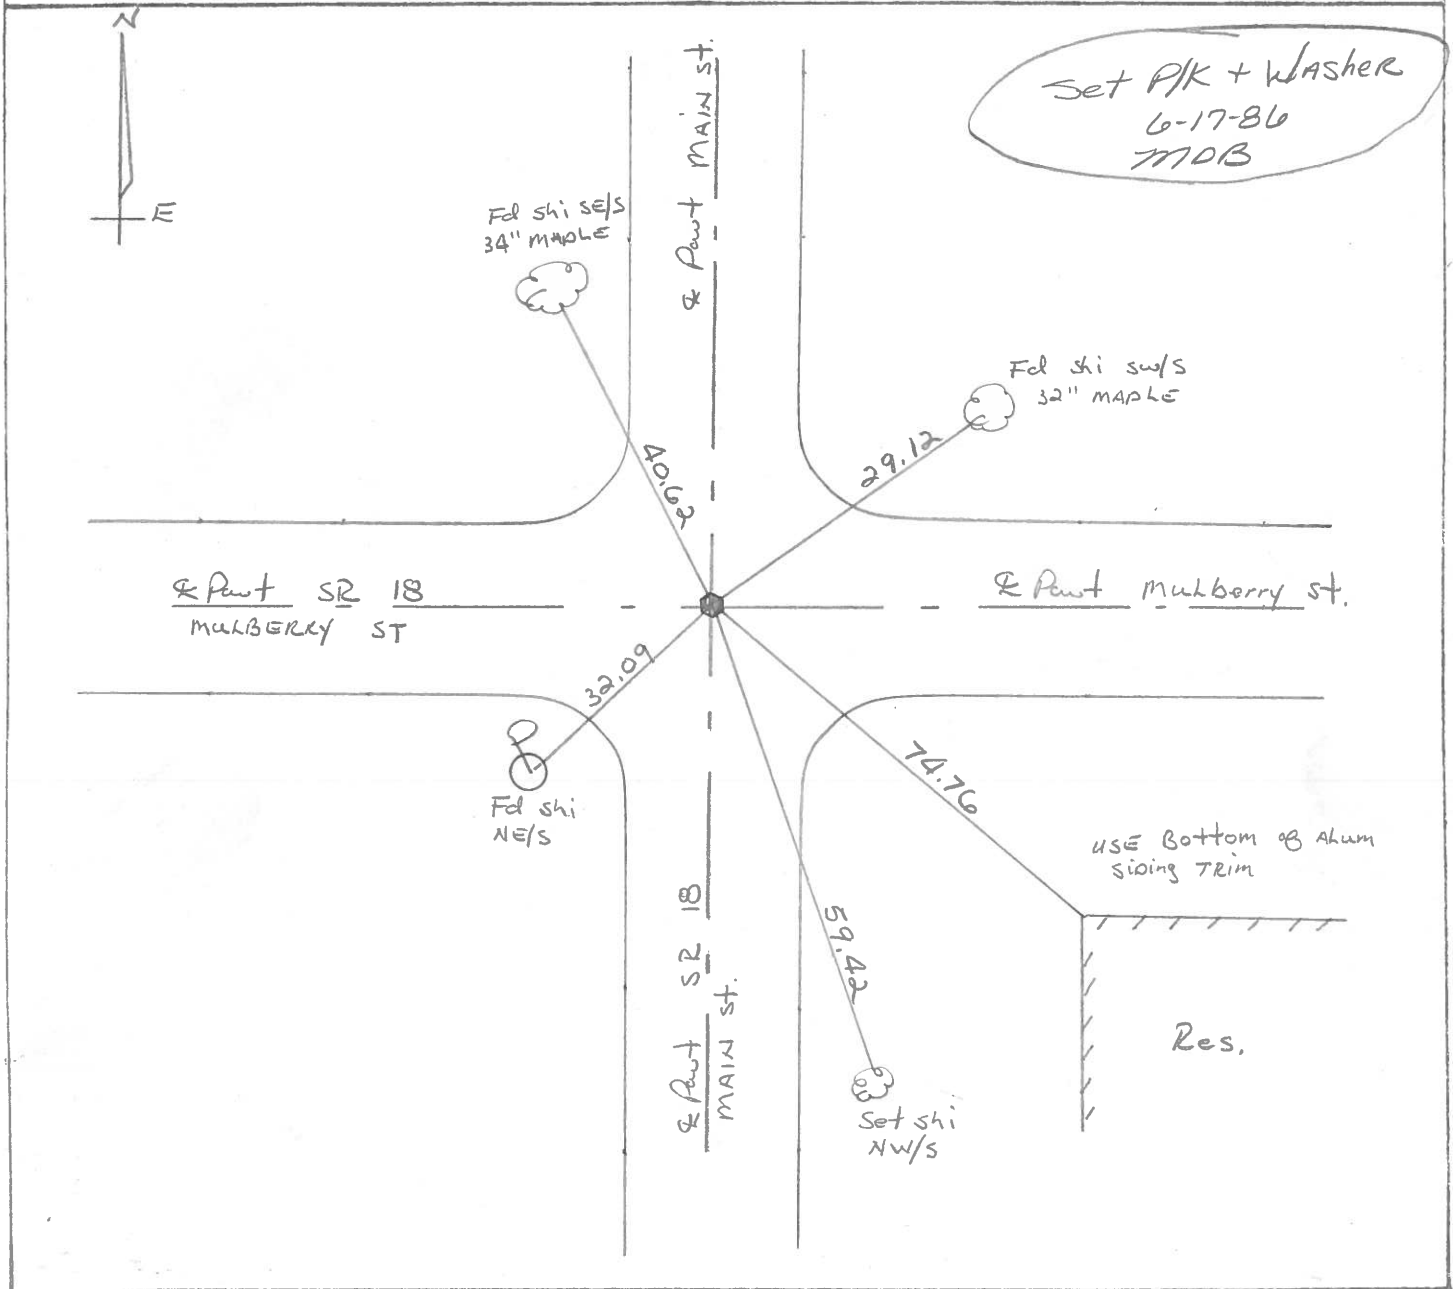 N
E
Set P/K + WASHER
6-17-86
MDB
℄ Pavt MAIN st.
Fd shi SE/S
34" MAPLE
Fd shi SW/S
32" MAPLE
40.62
29.12
℄ Pavt SR 18
MULBERRY ST
℄ Pavt Mulberry st.
32.09
74.76
Fd shi
NE/S
USE Bottom of Alum
siding TRim
59.42
℄ Pavt SR 18
MAIN st.
Res.
Set shi
NW/S